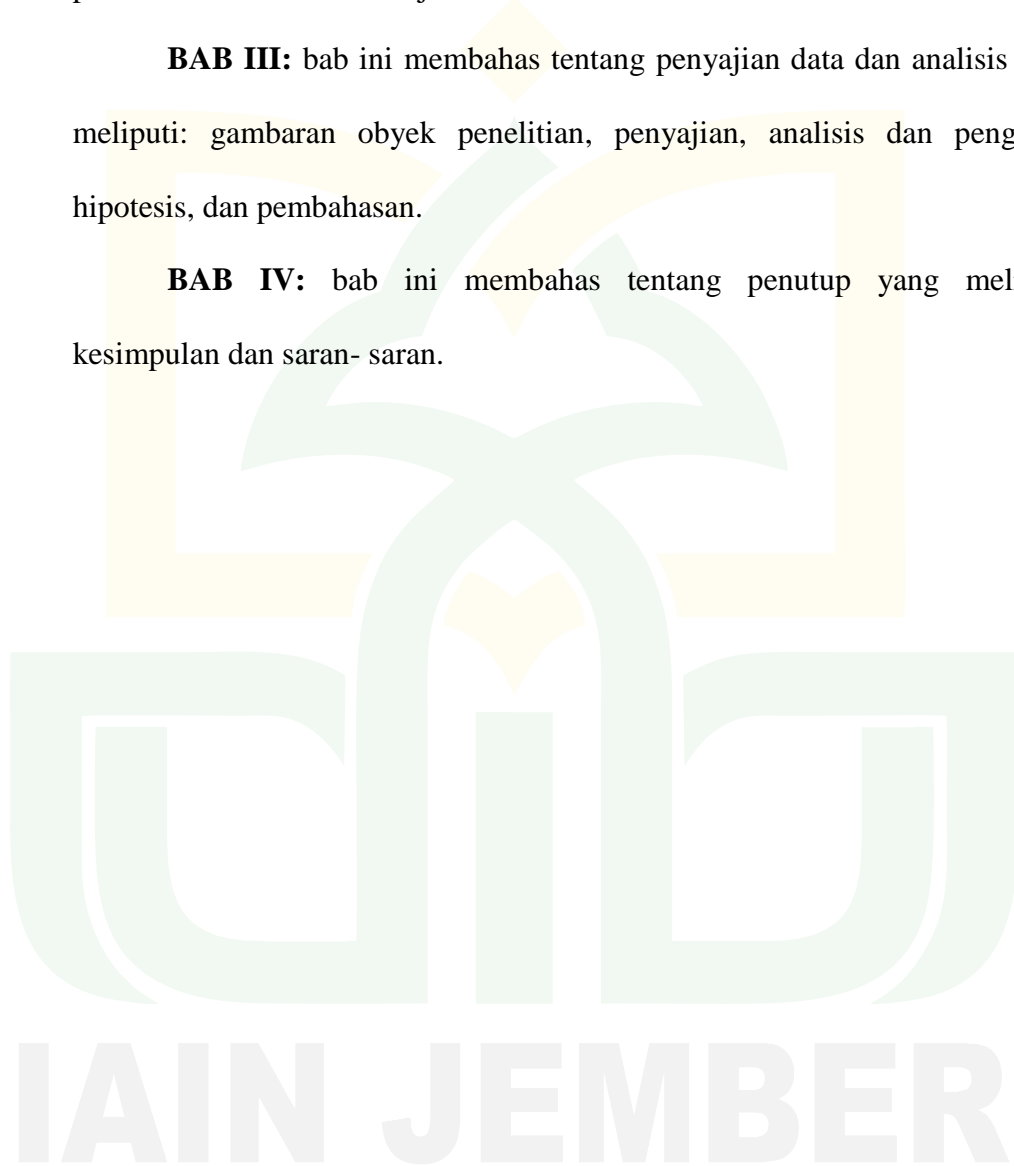 BAB III: bab ini membahas tentang penyajian data dan analisis
meliputi: gambaran obyek penelitian, penyajian, analisis dan
hipotesis, dan pembahasan.
BAB IV: bab ini membahas tentang penutup yang
kesimpulan dan saran- saran.
IAIN JEMBER